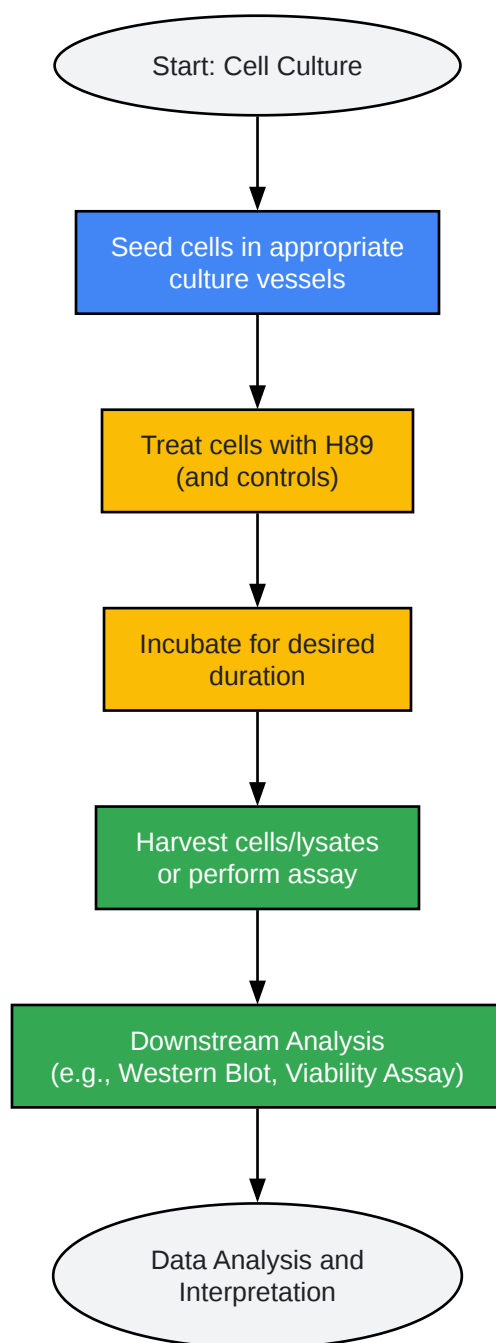 Start: Cell Culture
Seed cells in appropriate
culture vessels
Treat cells with H89
(and controls)
Incubate for desired
duration
Harvest cells/lysates
or perform assay
Downstream Analysis
(e.g., Western Blot, Viability Assay)
Data Analysis and
Interpretation